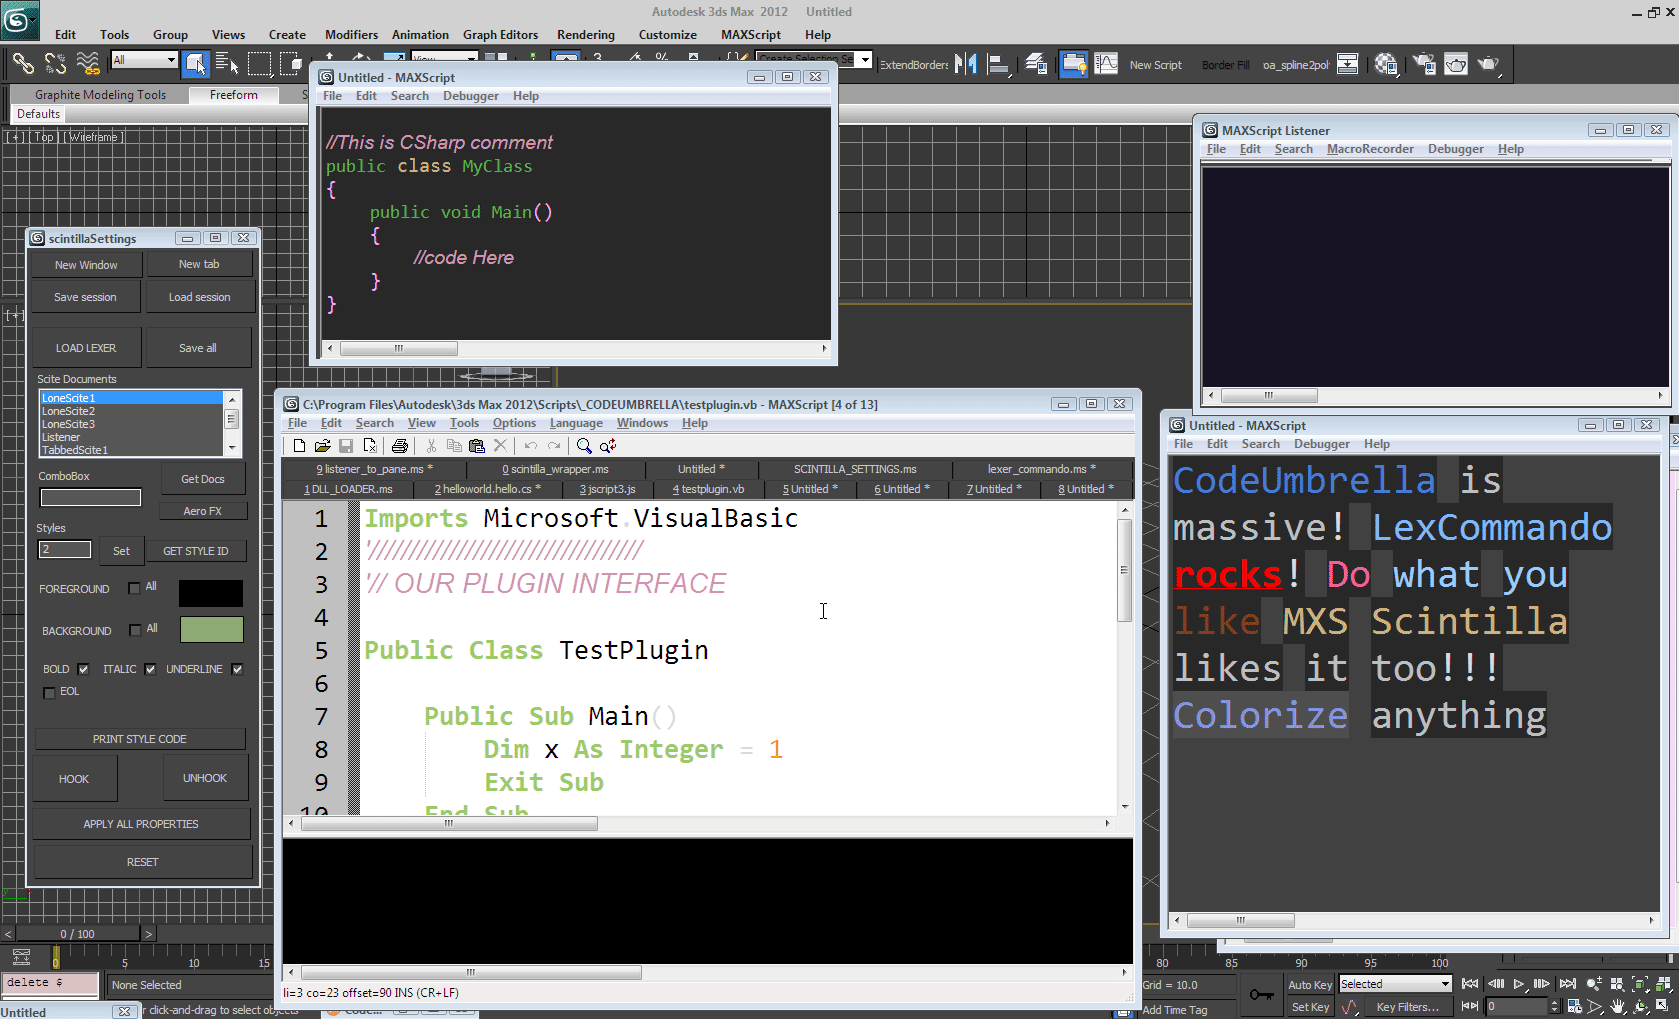 Autodesk 3ds Max 2012 Untitled
Edit Tools Group Views Create Modifiers Animation Graph Editors Rendering Customize MAXScript Help
All View Create Selection Se ExtendBorders New Script Border Fill oa_spline2pol
Graphite Modeling Tools Freeform S
Defaults
[ + ] [ Top ] [ Wireframe ]
Untitled - MAXScript
File Edit Search Debugger Help
//This is CSharp comment
public class MyClass
{
public void Main()
{
//code Here
}
}
MAXScript Listener
File Edit Search MacroRecorder Debugger Help
scintillaSettings
New Window New tab
Save session Load session
LOAD LEXER Save all
Scite Documents
LoneScite1
LoneScite2
LoneScite3
Listener
TabbedScite1
ComboBox Get Docs
Aero FX
Styles
2 Set GET STYLE ID
FOREGROUND All
BACKGROUND All
BOLD ITALIC UNDERLINE
EOL
PRINT STYLE CODE
HOOK UNHOOK
APPLY ALL PROPERTIES
RESET
[ + ]
C:\Program Files\Autodesk\3ds Max 2012\Scripts\_CODEUMBRELLA\testplugin.vb - MAXScript [4 of 13]
File Edit Search View Tools Options Language Windows Help
9 listener_to_pane.ms * 0 scintilla_wrapper.ms Untitled * SCINTILLA_SETTINGS.ms lexer_commando.ms *
1 DLL_LOADER.ms 2 helloworld.hello.cs * 3 jscript3.js 4 testplugin.vb 5 Untitled * 6 Untitled * 7 Untitled * 8 Untitled *
1 Imports Microsoft.VisualBasic
2 '//////////////////////////////////
3 '// OUR PLUGIN INTERFACE
4
5 Public Class TestPlugin
6
7 Public Sub Main()
8 Dim x As Integer = 1
9 Exit Sub
10 End Sub
li=3 co=23 offset=90 INS (CR+LF)
Untitled - MAXScript
File Edit Search Debugger Help
CodeUmbrella is
massive! LexCommando
rocks! Do what you
like MXS Scintilla
likes it too!!!
Colorize anything
< 0 / 100 >
0 5 10 15 80 85 90 95 100
delete $ None Selected Grid = 10.0 Auto Key Selected
r click-and-drag to select objects Add Time Tag Set Key Key Filters... 0
Untitled Code...